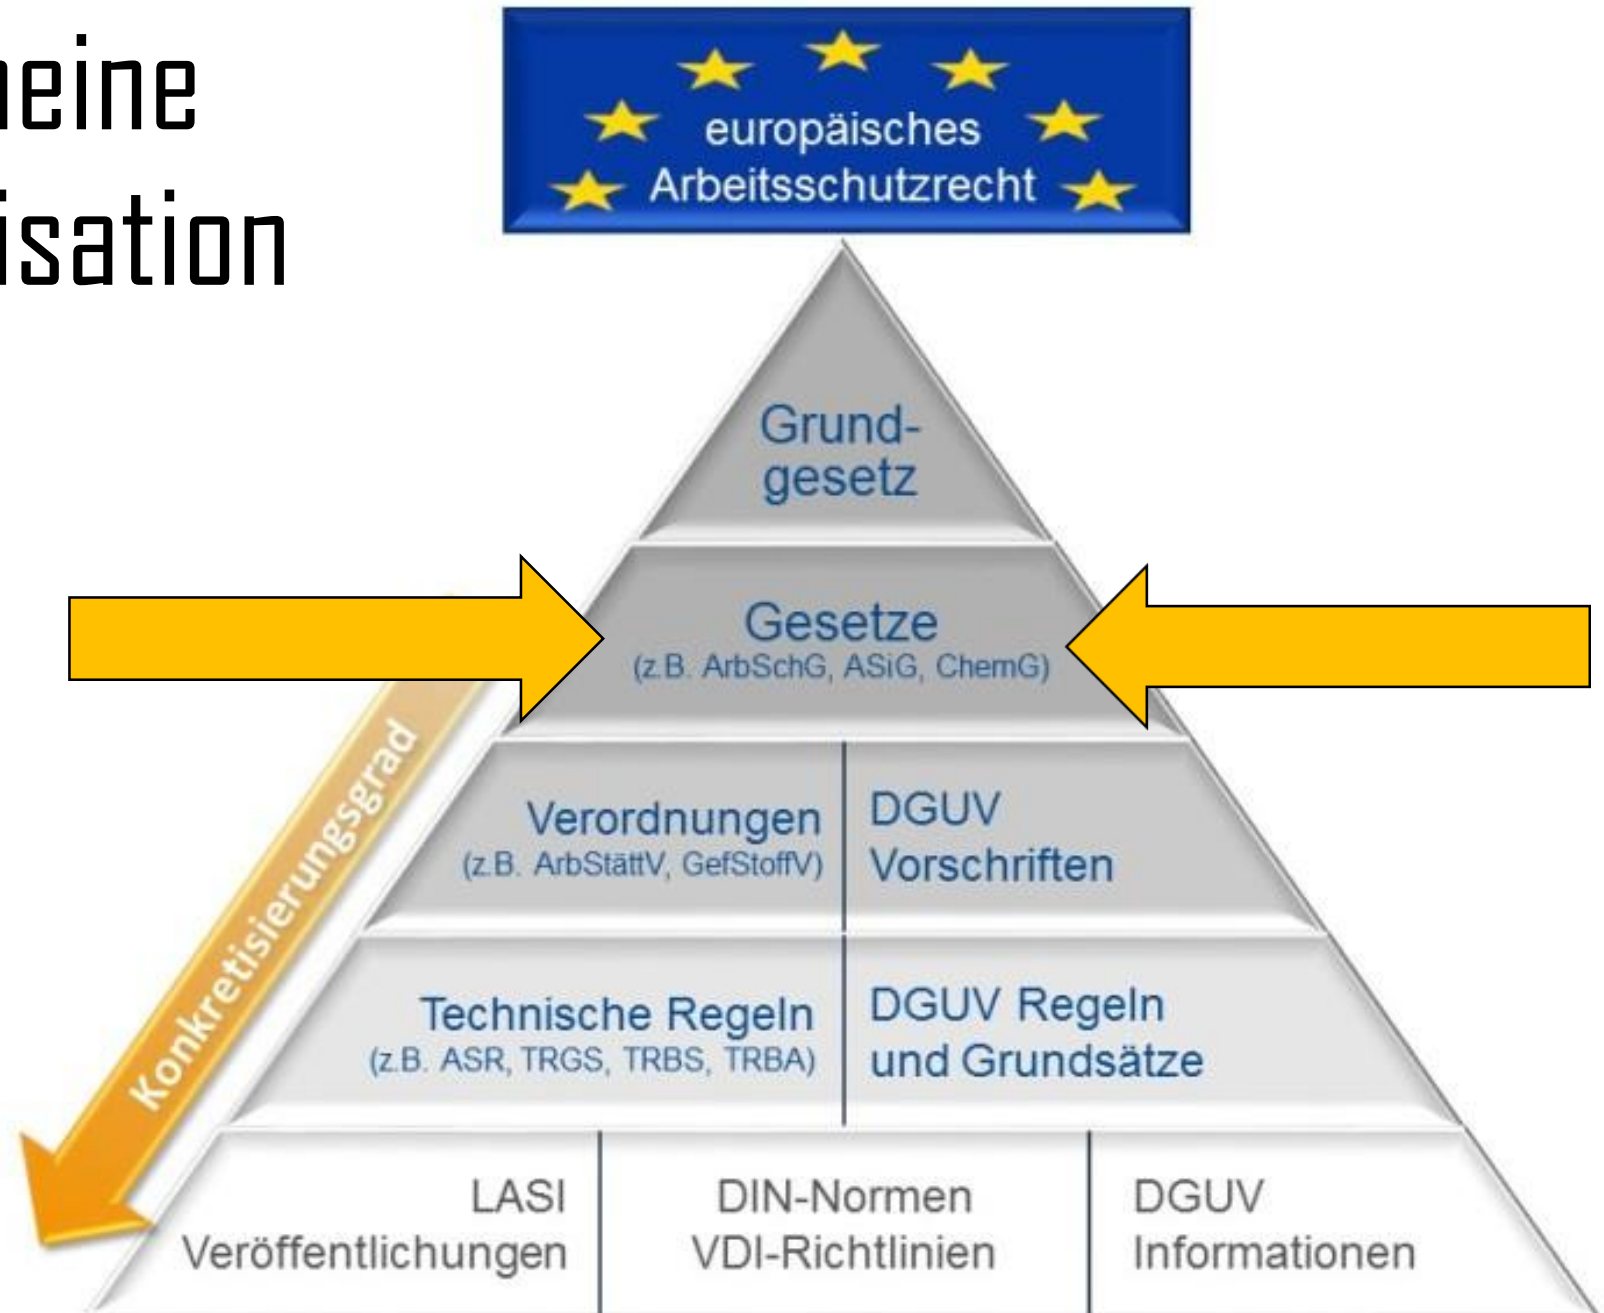 isation
europäisches
Arbeitsschutzrecht
Grund-
gesetz
Gesetze
(z.B. ArbSchG, ASiG, ChemG)
Konkretisierungsgrad
Verordnungen
(z.B. ArbStättV, GefStoffV)
DGUV
Vorschriften
Technische Regeln
(z.B. ASR, TRGS, TRBS, TRBA)
DGUV Regeln
und Grundsätze
LASI
Veröffentlichungen
DIN-Normen
VDI-Richtlinien
DGUV
Informationen